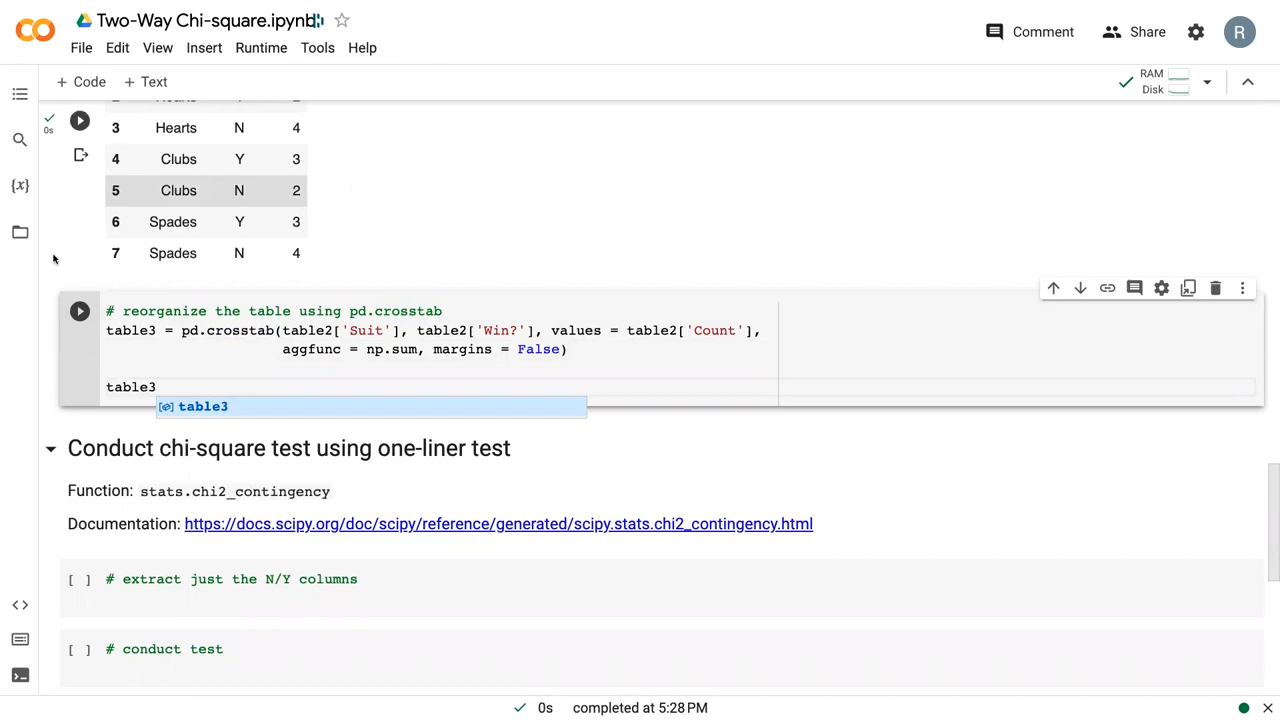 Two-Way Chi-square.ipynb
File Edit View Insert Runtime Tools Help
Comment
Share
R
+ Code + Text
RAM
Disk
0s
3 Hearts N 4
4 Clubs Y 3
5 Clubs N 2
6 Spades Y 3
7 Spades N 4
# reorganize the table using pd.crosstab
table3 = pd.crosstab(table2['Suit'], table2['Win?'], values = table2['Count'],
aggfunc = np.sum, margins = False)
table3
table3
Conduct chi-square test using one-liner test
Function: stats.chi2_contingency
Documentation: https://docs.scipy.org/doc/scipy/reference/generated/scipy.stats.chi2_contingency.html
[ ] # extract just the N/Y columns
[ ] # conduct test
0s completed at 5:28 PM